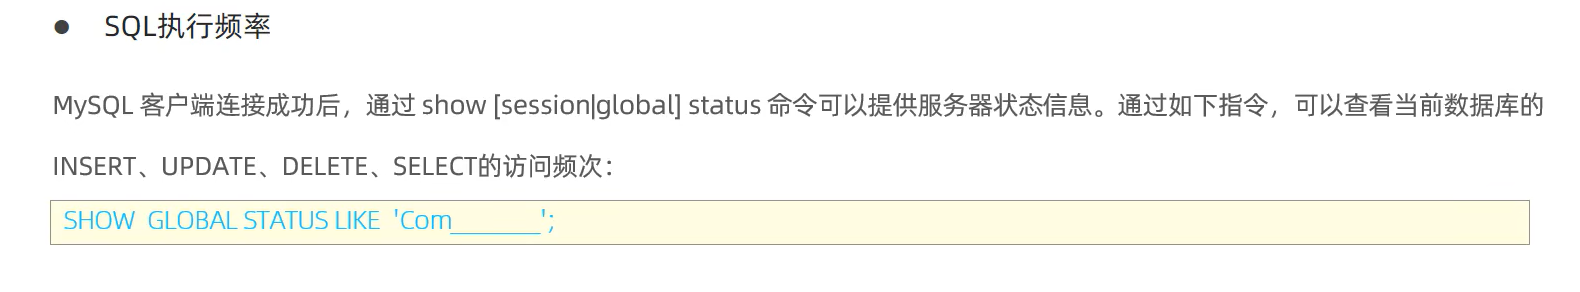 ● SQL执行频率
MySQL 客户端连接成功后，通过 show [session|global] status 命令可以提供服务器状态信息。通过如下指令，可以查看当前数据库的
INSERT、UPDATE、DELETE、SELECT的访问频次：
SHOW GLOBAL STATUS LIKE 'Com_______';